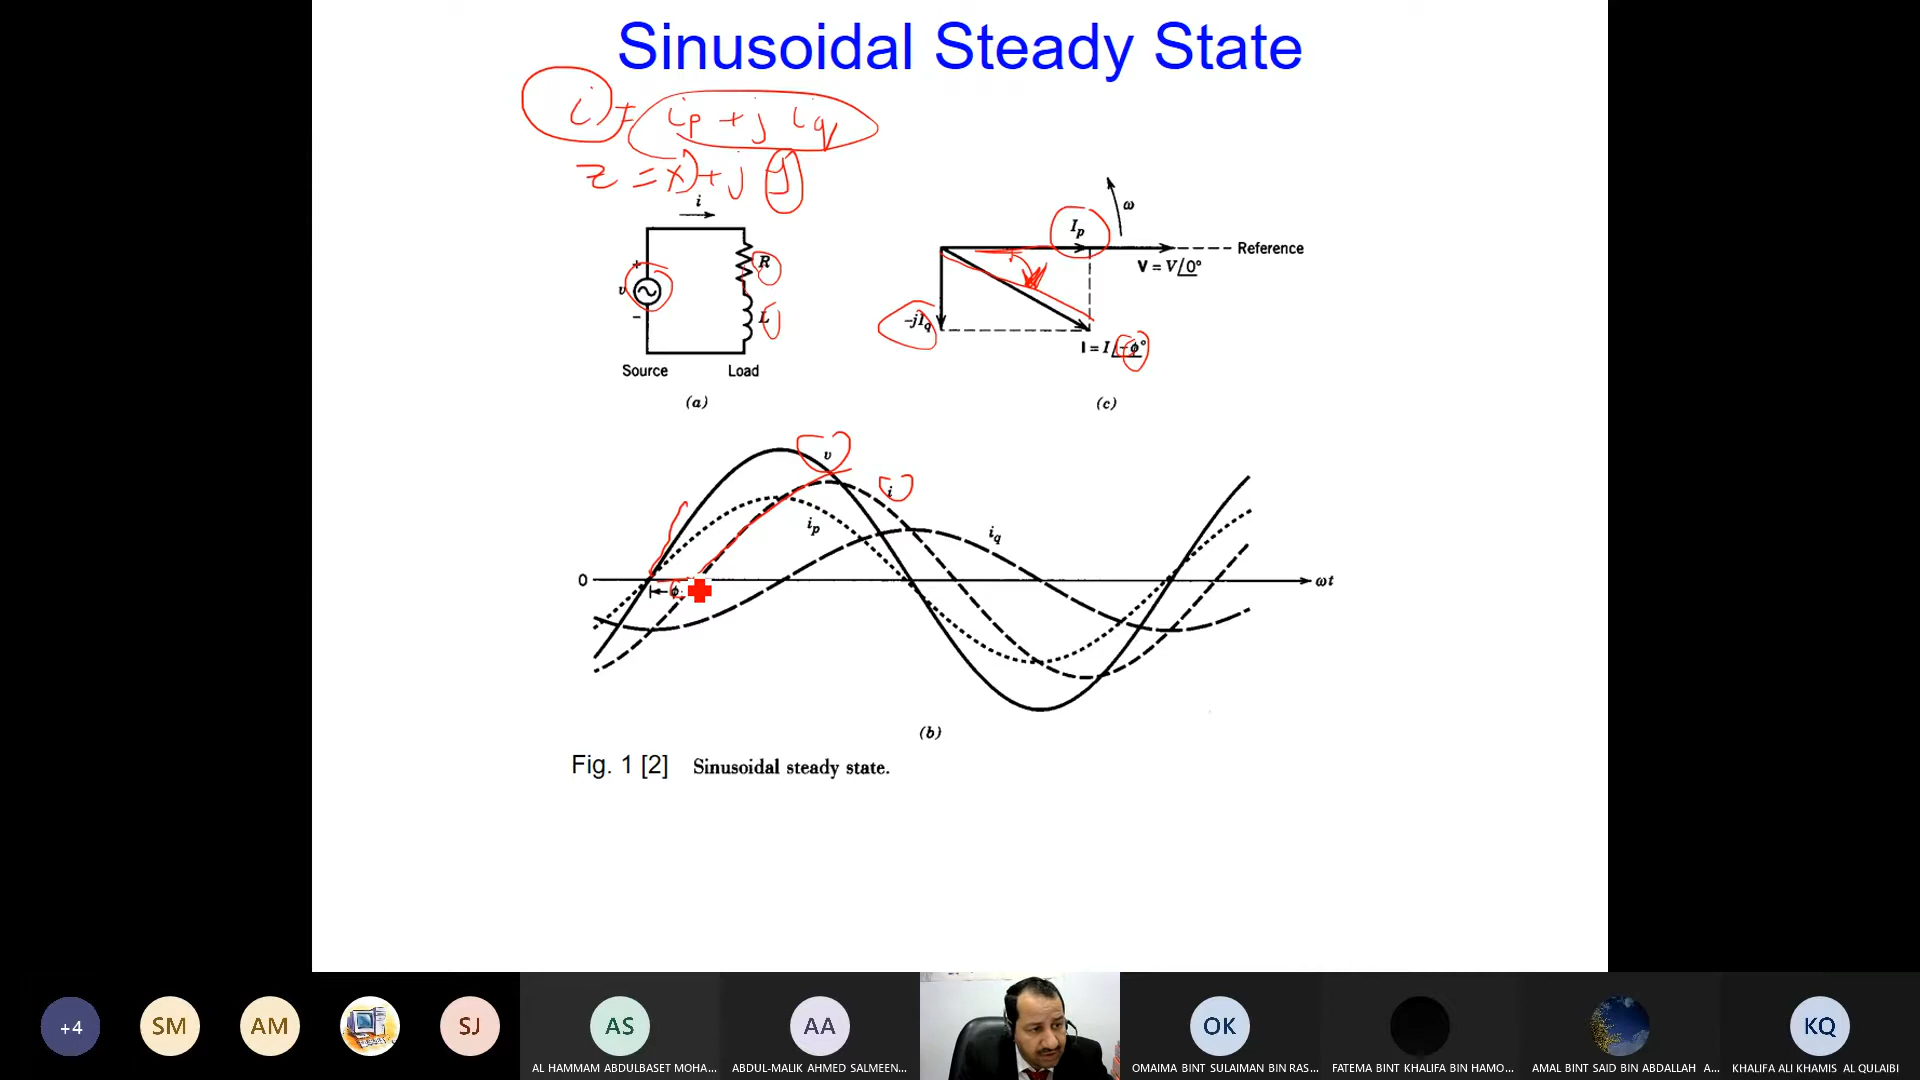 Sinusoidal Steady State
i = ip + j iq
z = x + j y
i
+
v
-
R
L
Source
Load
(a)
ω
Ip
Reference
V = V/0°
-jIq
I = I/-φ°
(c)
v
i
ip
iq
0
ωt
φ
(b)
Fig. 1 [2] Sinusoidal steady state.
+4
SM
AM
SJ
AS
AA
OK
KQ
AL HAMMAM ABDULBASET MOHA...
ABDUL-MALIK AHMED SALMEEN...
OMAIMA BINT SULAIMAN BIN RAS...
FATEMA BINT KHALIFA BIN HAMO...
AMAL BINT SAID BIN ABDALLAH A...
KHALIFA ALI KHAMIS AL QULAIBI